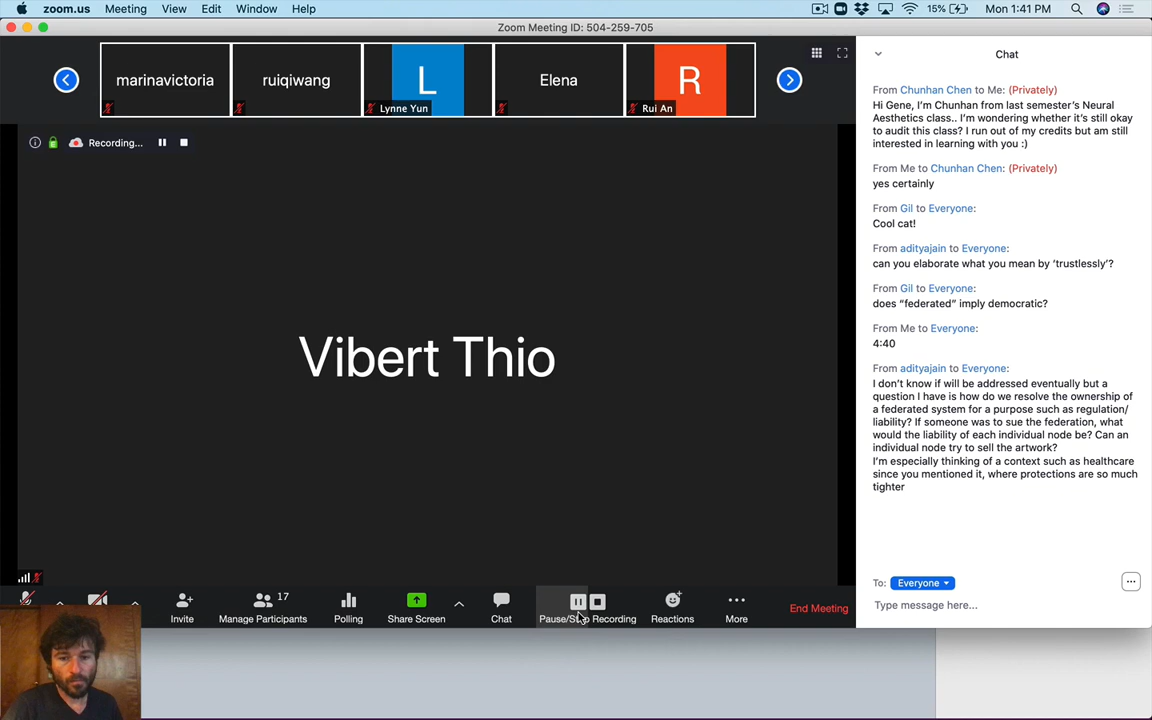 zoom.us Meeting View Edit Window Help 15% Mon 1:41 PM
Zoom Meeting ID: 504-259-705
marinavictoria
ruiqiwang
L
Lynne Yun
Elena
R
Rui An
Recording...
Vibert Thio
Invite
17
Manage Participants
Polling
Share Screen
Chat
Pause/Stop Recording
Reactions
More
End Meeting
Chat
From Chunhan Chen to Me: (Privately)
Hi Gene, I'm Chunhan from last semester's Neural
Aesthetics class.. I'm wondering whether it's still okay
to audit this class? I run out of my credits but am still
interested in learning with you :)
From Me to Chunhan Chen: (Privately)
yes certainly
From Gil to Everyone:
Cool cat!
From adityajain to Everyone:
can you elaborate what you mean by 'trustlessly'?
From Gil to Everyone:
does "federated" imply democratic?
From Me to Everyone:
4:40
From adityajain to Everyone:
I don't know if will be addressed eventually but a
question I have is how do we resolve the ownership of
a federated system for a purpose such as regulation/
liability? If someone was to sue the federation, what
would the liability of each individual node be? Can an
individual node try to sell the artwork?
I'm especially thinking of a context such as healthcare
since you mentioned it, where protections are so much
tighter
To: Everyone
Type message here...